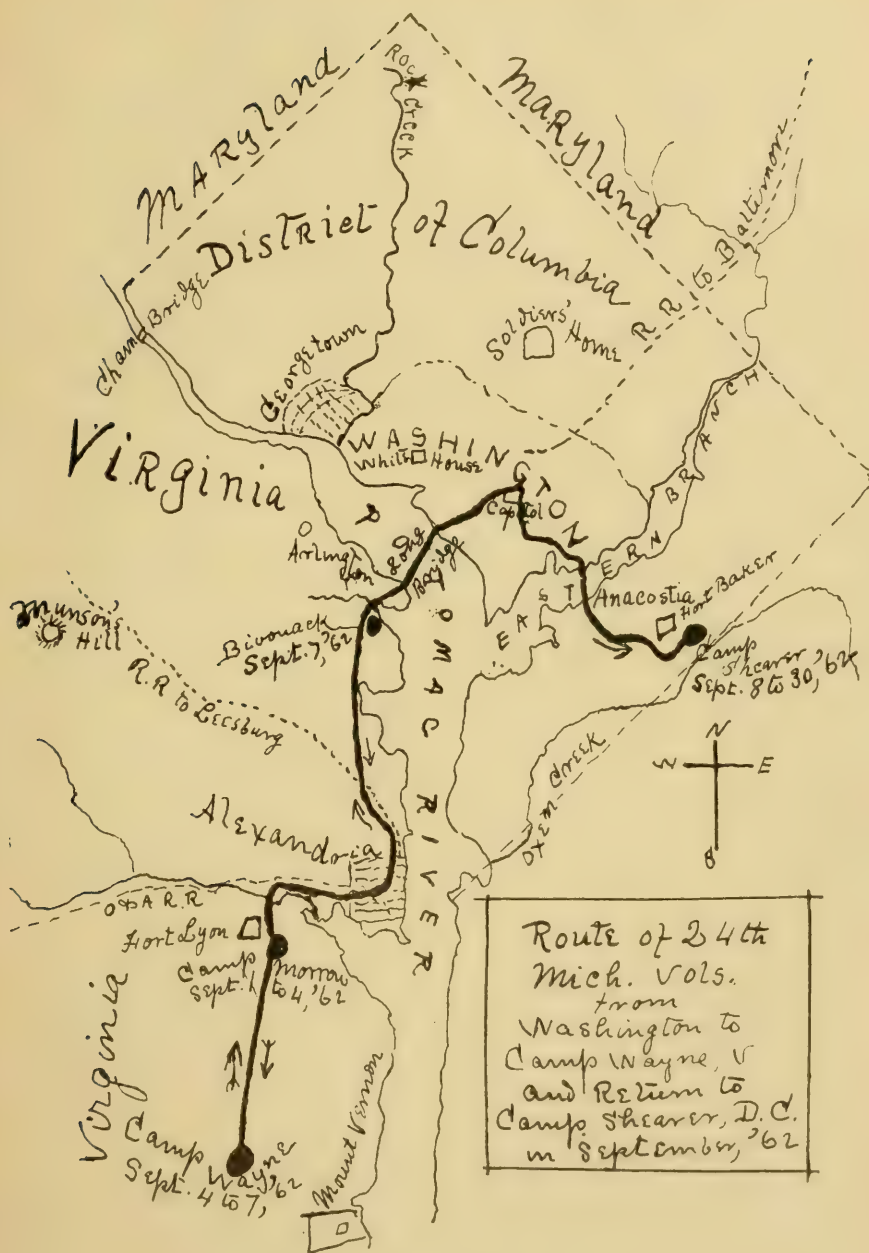 Maryland
Maryland
Rock Creek
District of Columbia
RR to Baltimore
Chain Bridge
Georgetown
Soldiers' Home
Virginia
WASHINGTON
White House
Capitol
EASTERN BRANCH
Arlington
Long Bridge
Anacostia
Fort Baker
Munson's Hill
Bivouack
Sept. 7, '62
Camp Shearer
Sept. 8 to 30, '62
R.R to Leesburg
POTOMAC RIVER
N
W E
S
Creek
Alexandria
O & A R.R
Fort Lyon
Camp Morrow
Sept. 1 to 4, '62
Virginia
Camp Wayne
Sept. 4 to 7, '62
Mount Vernon
Route of 24th
Mich. Vols.
from
Washington to
Camp Wayne, V
and Return to
Camp Shearer, D.C.
in September, '62